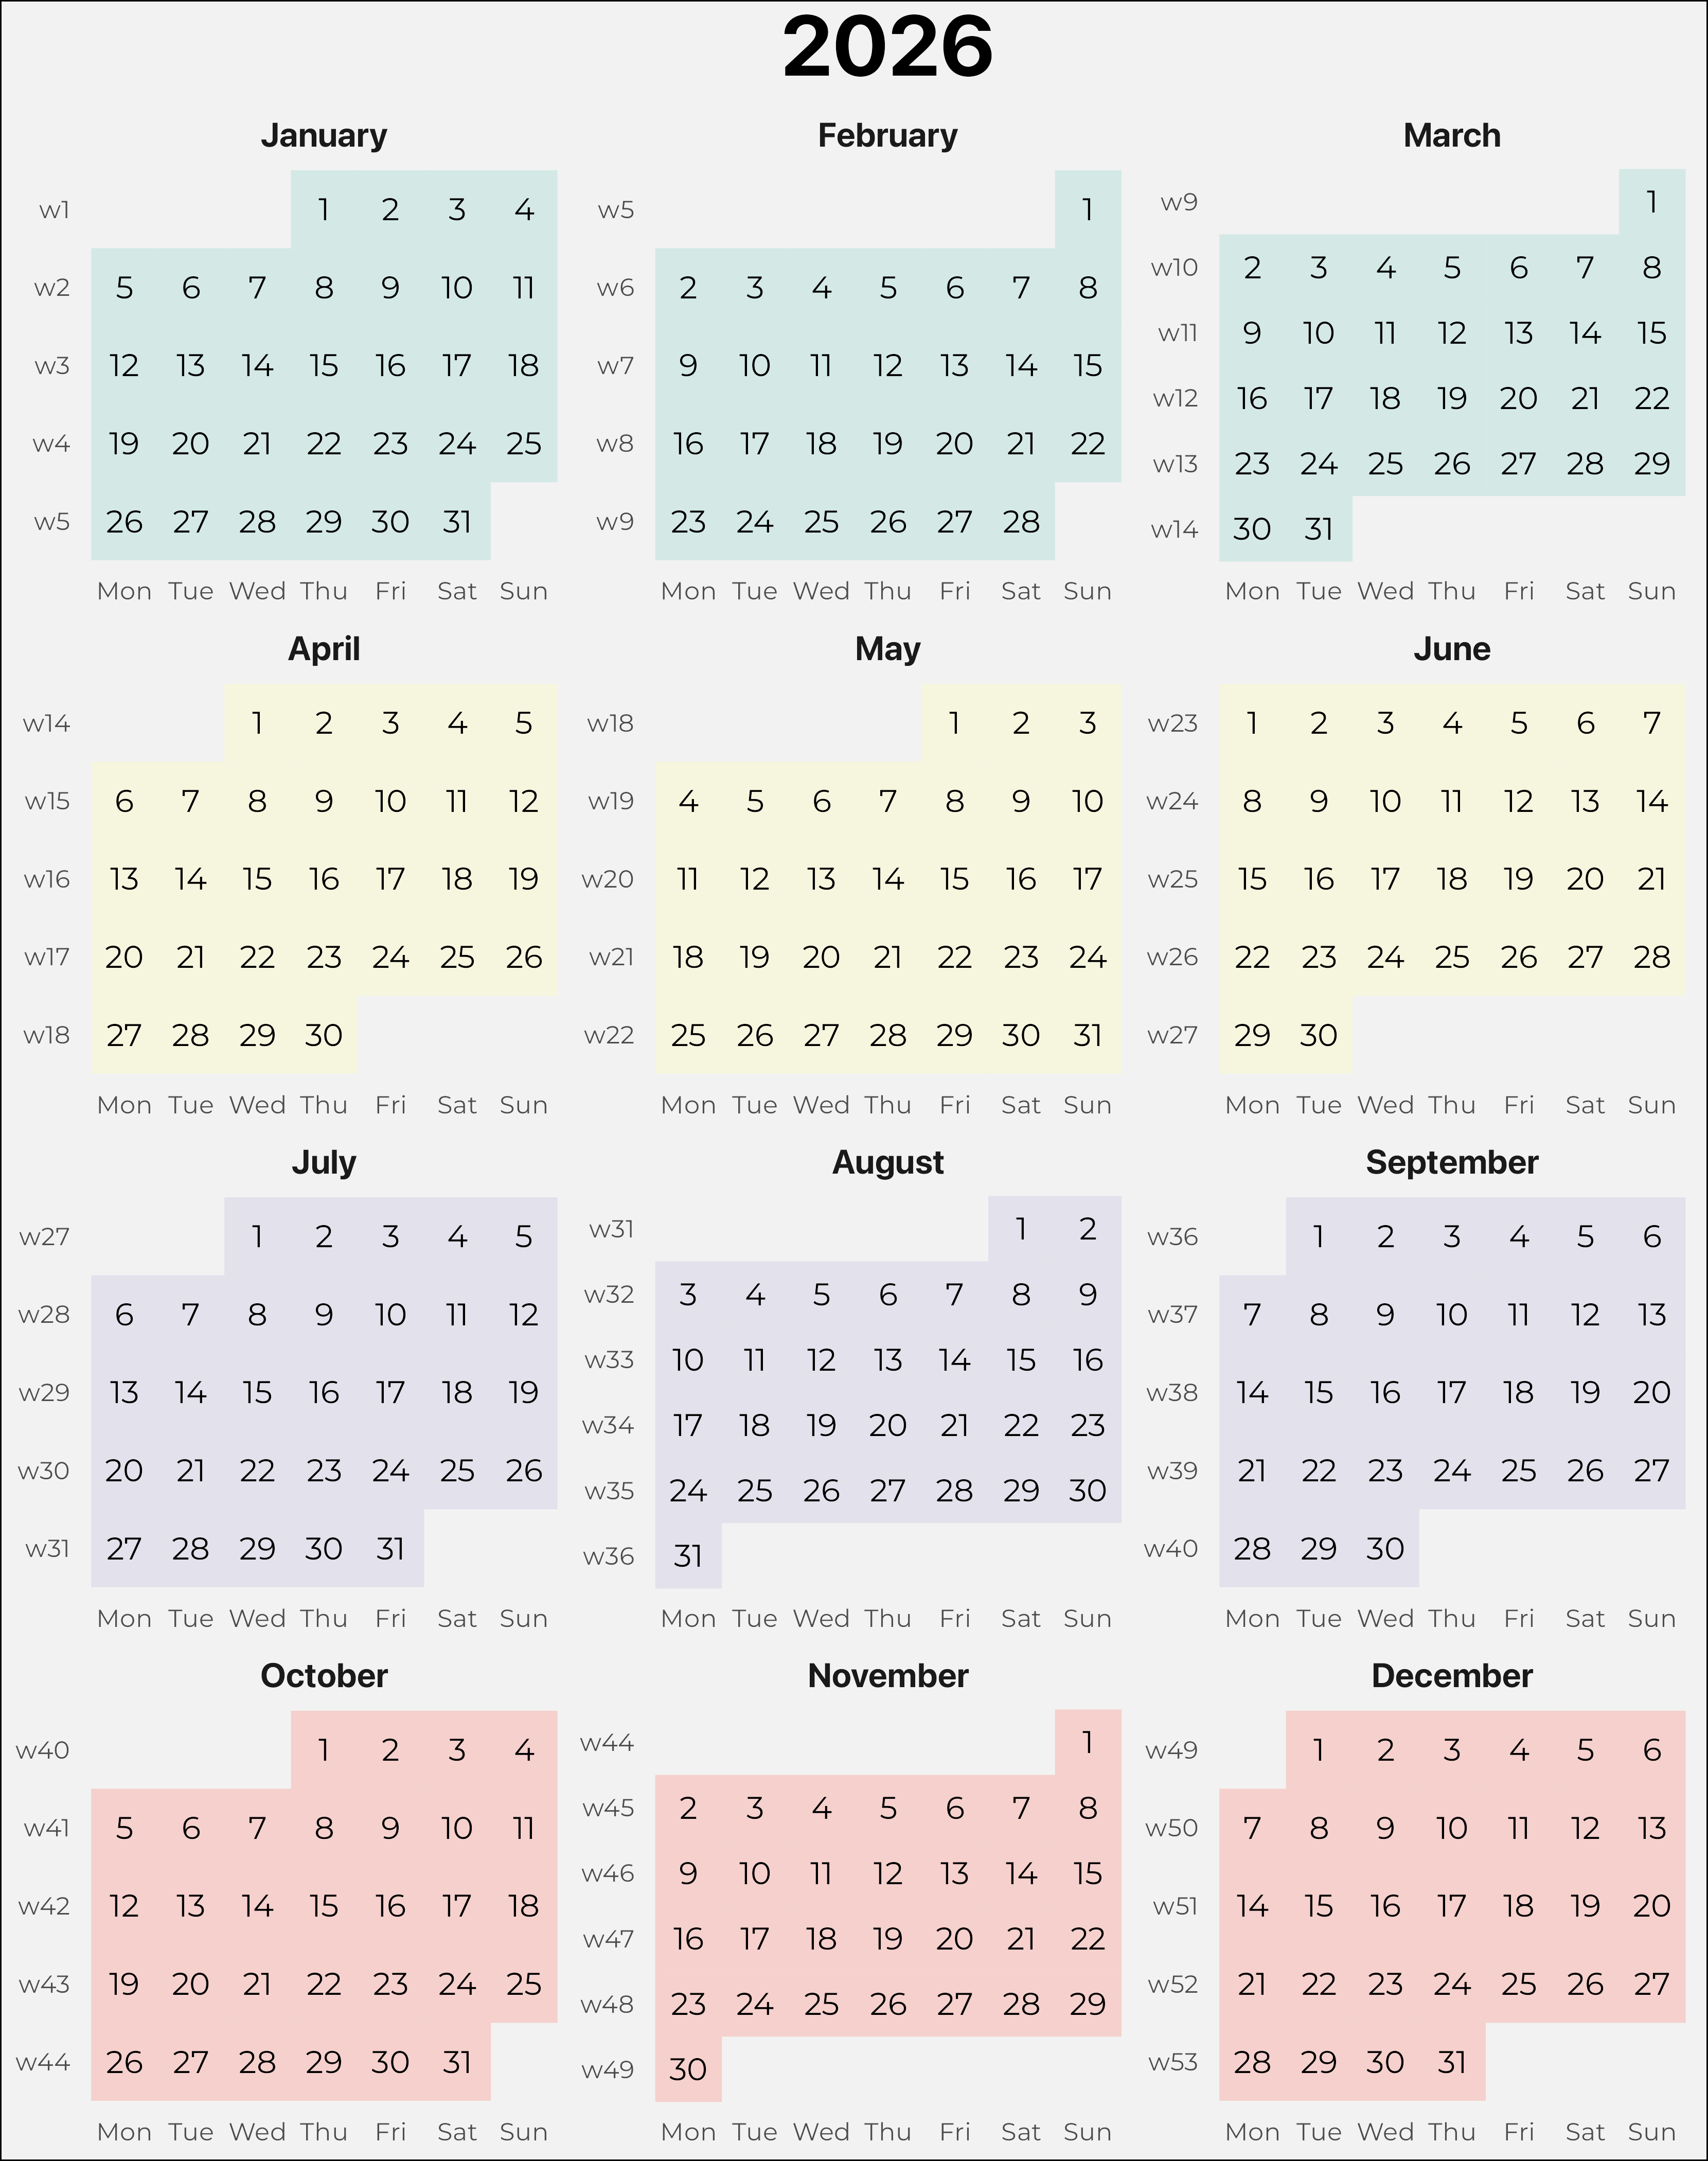 2026
January February March
w1 1 2 3 4
w2 5 6 7 8 9 10 11
w3 12 13 14 15 16 17 18
w4 19 20 21 22 23 24 25
w5 26 27 28 29 30 31
Mon Tue Wed Thu Fri Sat Sun
w5 1
w6 2 3 4 5 6 7 8
w7 9 10 11 12 13 14 15
w8 16 17 18 19 20 21 22
w9 23 24 25 26 27 28
Mon Tue Wed Thu Fri Sat Sun
w9 1
w10 2 3 4 5 6 7 8
w11 9 10 11 12 13 14 15
w12 16 17 18 19 20 21 22
w13 23 24 25 26 27 28 29
w14 30 31
Mon Tue Wed Thu Fri Sat Sun
April May June
w14 1 2 3 4 5
w15 6 7 8 9 10 11 12
w16 13 14 15 16 17 18 19
w17 20 21 22 23 24 25 26
w18 27 28 29 30
Mon Tue Wed Thu Fri Sat Sun
w18 1 2 3
w19 4 5 6 7 8 9 10
w20 11 12 13 14 15 16 17
w21 18 19 20 21 22 23 24
w22 25 26 27 28 29 30 31
Mon Tue Wed Thu Fri Sat Sun
w23 1 2 3 4 5 6 7
w24 8 9 10 11 12 13 14
w25 15 16 17 18 19 20 21
w26 22 23 24 25 26 27 28
w27 29 30
Mon Tue Wed Thu Fri Sat Sun
July August September
w27 1 2 3 4 5
w28 6 7 8 9 10 11 12
w29 13 14 15 16 17 18 19
w30 20 21 22 23 24 25 26
w31 27 28 29 30 31
Mon Tue Wed Thu Fri Sat Sun
w31 1 2
w32 3 4 5 6 7 8 9
w33 10 11 12 13 14 15 16
w34 17 18 19 20 21 22 23
w35 24 25 26 27 28 29 30
w36 31
Mon Tue Wed Thu Fri Sat Sun
w36 1 2 3 4 5 6
w37 7 8 9 10 11 12 13
w38 14 15 16 17 18 19 20
w39 21 22 23 24 25 26 27
w40 28 29 30
Mon Tue Wed Thu Fri Sat Sun
October November December
w40 1 2 3 4
w41 5 6 7 8 9 10 11
w42 12 13 14 15 16 17 18
w43 19 20 21 22 23 24 25
w44 26 27 28 29 30 31
Mon Tue Wed Thu Fri Sat Sun
w44 1
w45 2 3 4 5 6 7 8
w46 9 10 11 12 13 14 15
w47 16 17 18 19 20 21 22
w48 23 24 25 26 27 28 29
w49 30
Mon Tue Wed Thu Fri Sat Sun
w49 1 2 3 4 5 6
w50 7 8 9 10 11 12 13
w51 14 15 16 17 18 19 20
w52 21 22 23 24 25 26 27
w53 28 29 30 31
Mon Tue Wed Thu Fri Sat Sun